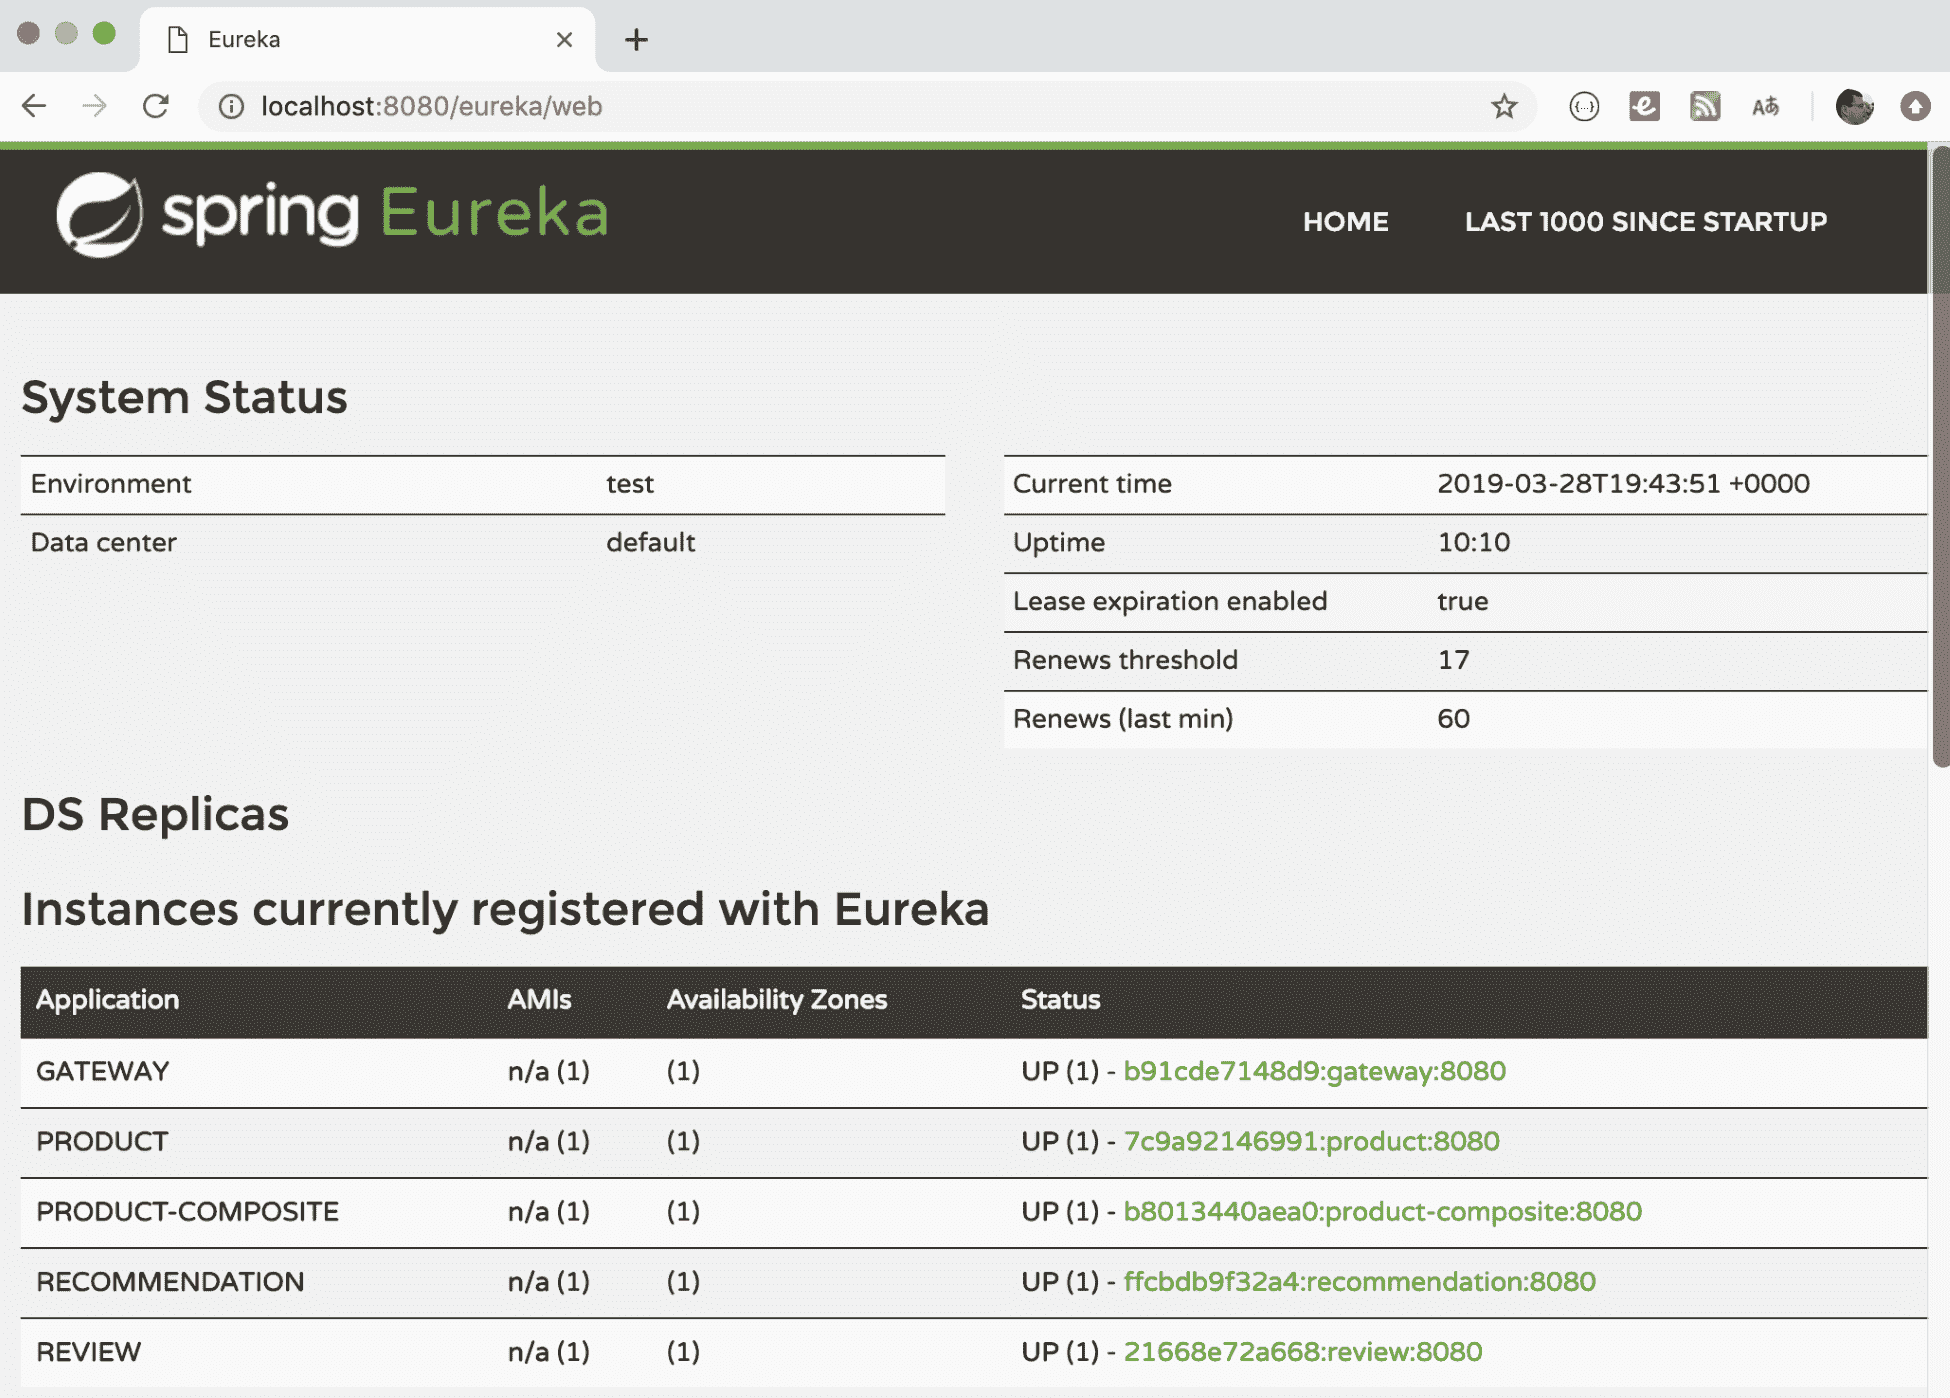 Eureka
localhost:8080/eureka/web
{...} e Aあ
spring Eureka
HOME LAST 1000 SINCE STARTUP
System Status
Environment test
Data center default
Current time 2019-03-28T19:43:51 +0000
Uptime 10:10
Lease expiration enabled true
Renews threshold 17
Renews (last min) 60
DS Replicas
Instances currently registered with Eureka
Application AMIs Availability Zones Status
GATEWAY n/a (1) (1) UP (1) - b91cde7148d9:gateway:8080
PRODUCT n/a (1) (1) UP (1) - 7c9a92146991:product:8080
PRODUCT-COMPOSITE n/a (1) (1) UP (1) - b8013440aea0:product-composite:8080
RECOMMENDATION n/a (1) (1) UP (1) - ffcbdb9f32a4:recommendation:8080
REVIEW n/a (1) (1) UP (1) - 21668e72a668:review:8080